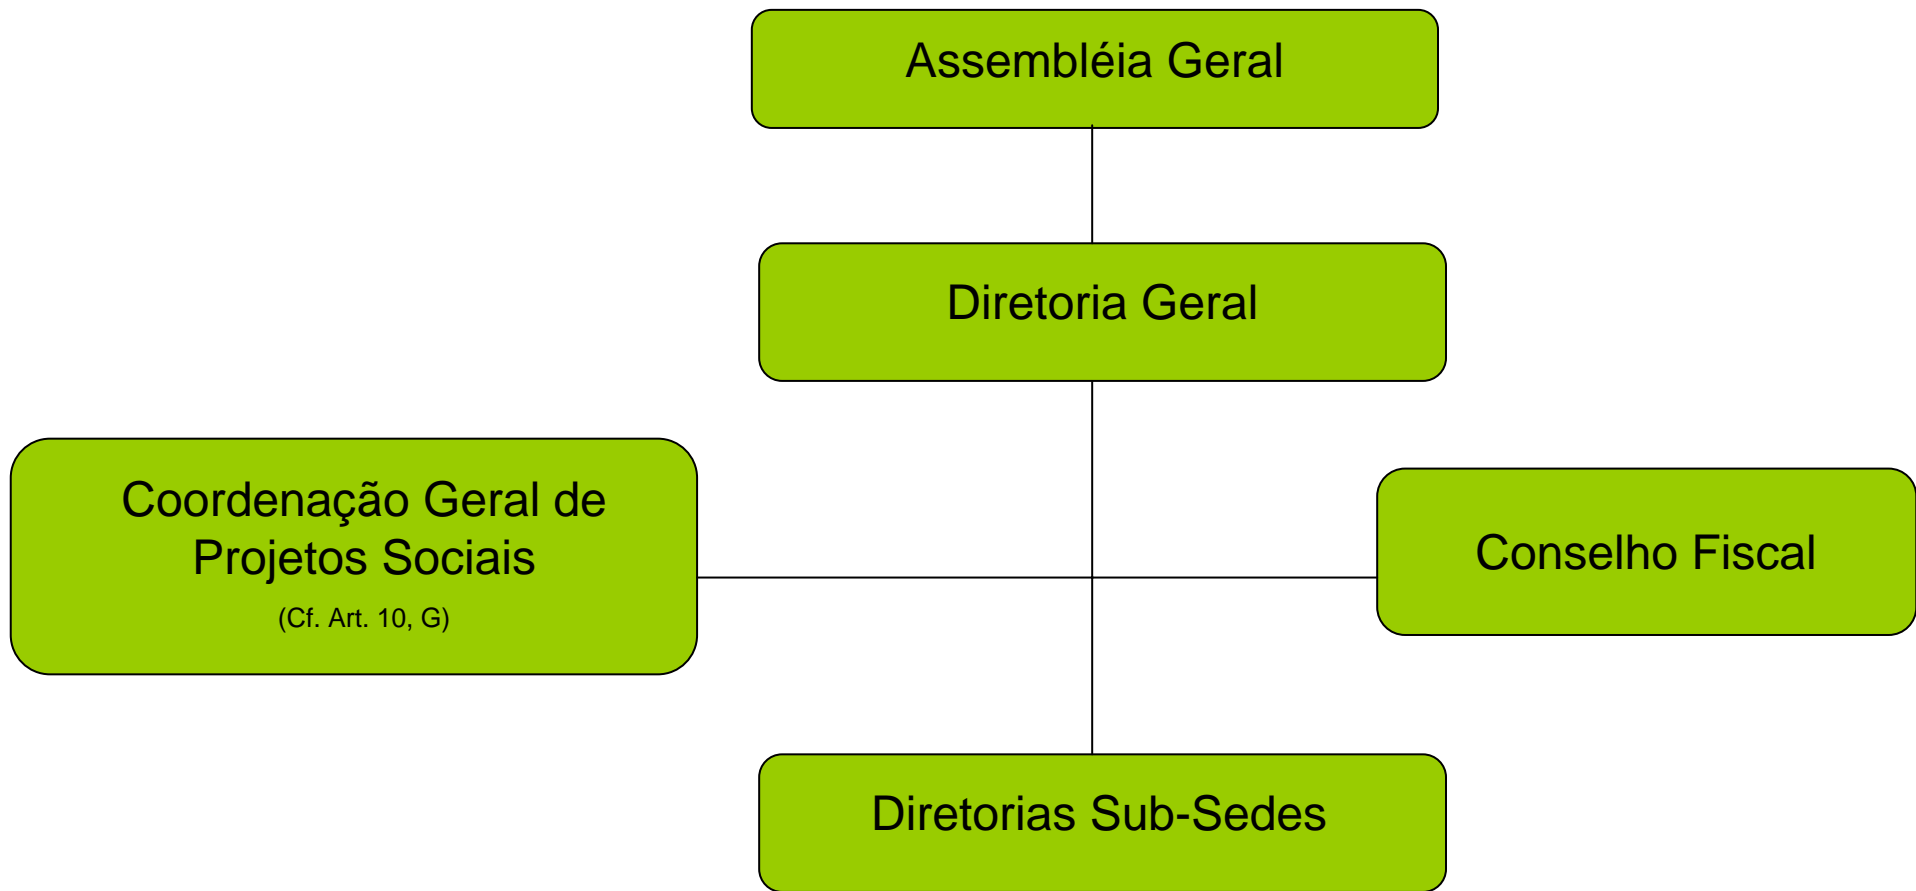 Assembléia Geral
Diretoria Geral
Coordenação Geral de
Projetos Sociais
(Cf. Art. 10, G)
Conselho Fiscal
Diretorias Sub-Sedes